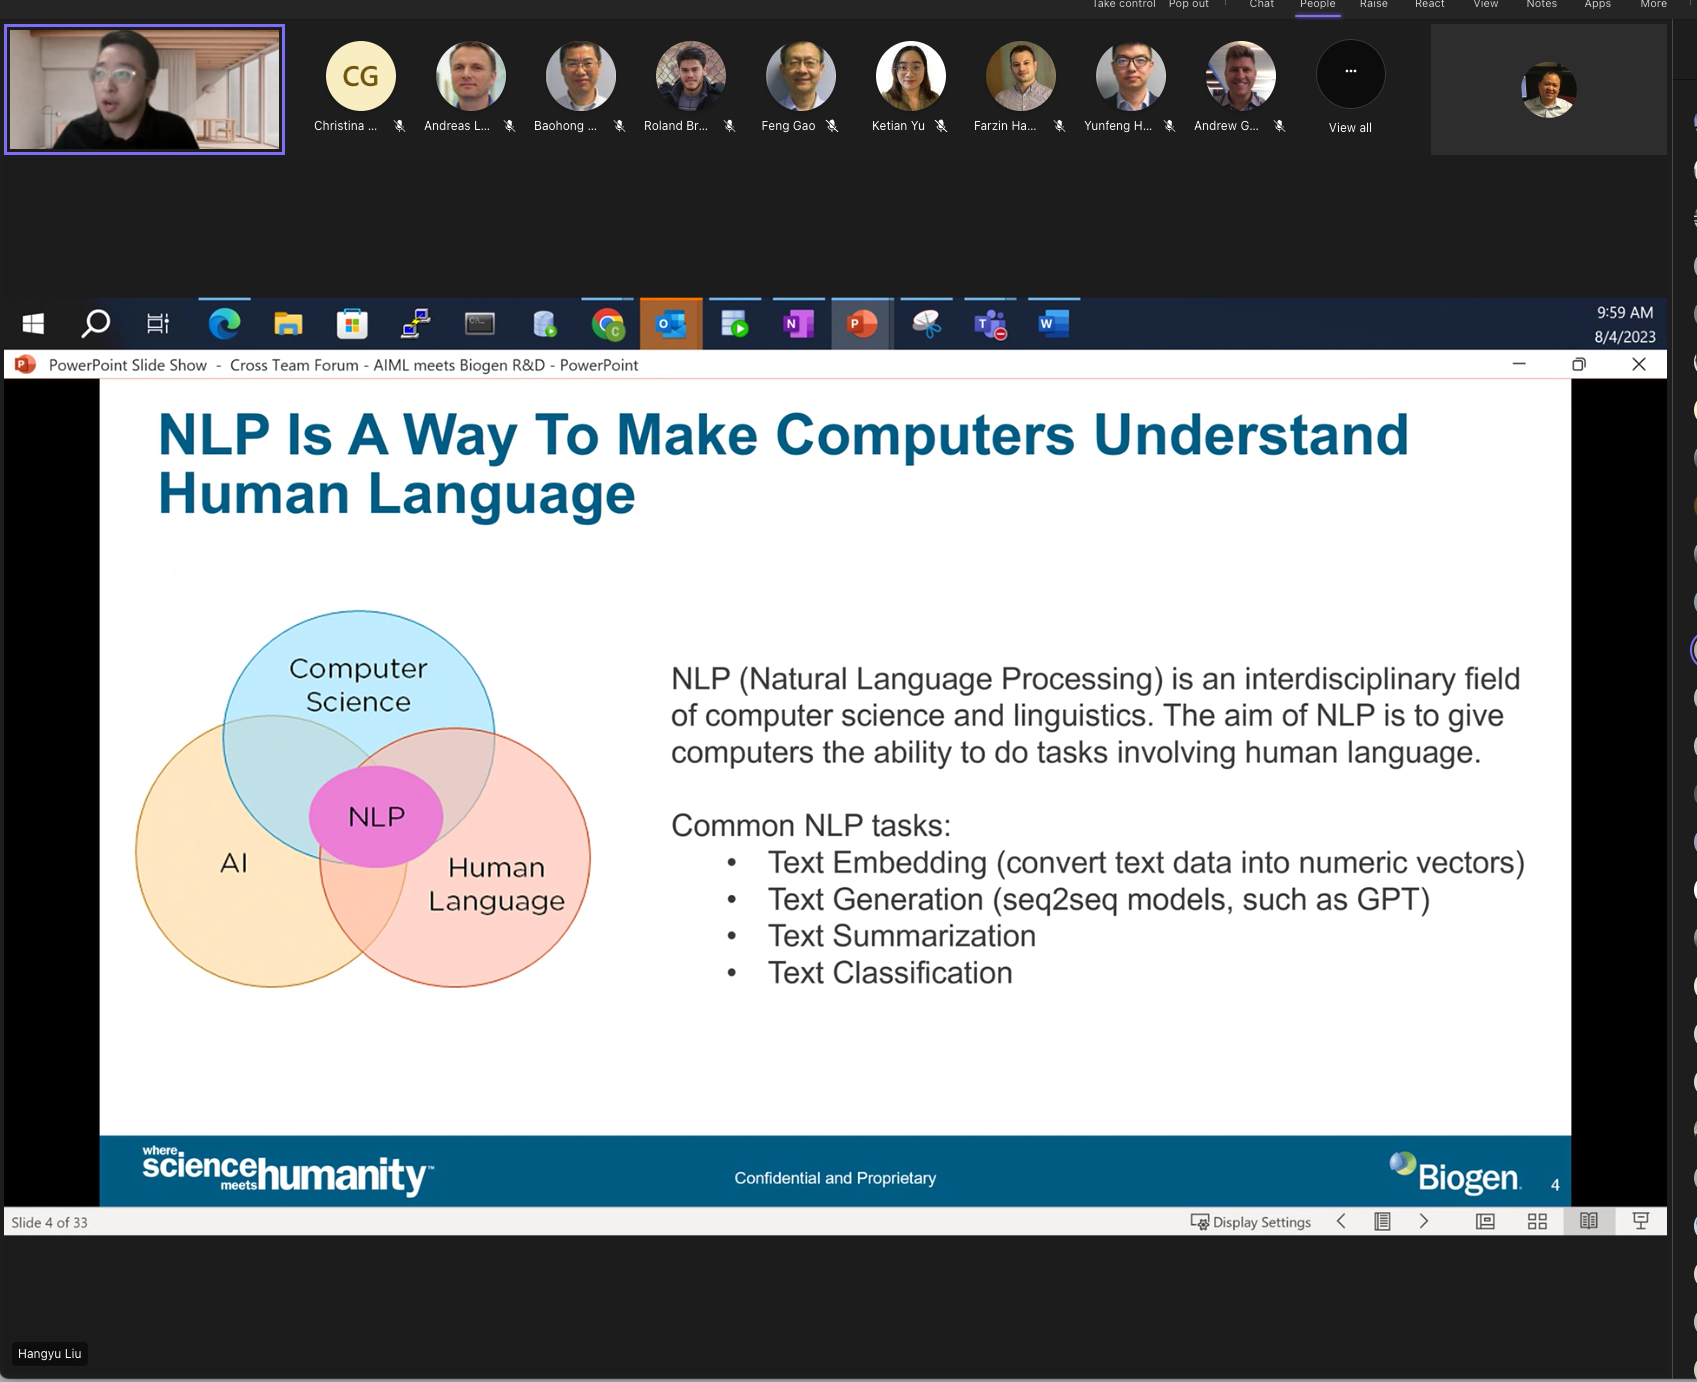 Take control Pop out Chat People Raise React View Notes Apps More
CG
Christina ... Andreas L... Baohong ... Roland Br... Feng Gao Ketian Yu Farzin Ha... Yunfeng H... Andrew G... View all
9:59 AM
8/4/2023
PowerPoint Slide Show - Cross Team Forum - AIML meets Biogen R&D - PowerPoint
NLP Is A Way To Make Computers Understand
Human Language
Computer
Science
NLP
AI
Human
Language
NLP (Natural Language Processing) is an interdisciplinary field
of computer science and linguistics. The aim of NLP is to give
computers the ability to do tasks involving human language.
Common NLP tasks:
• Text Embedding (convert text data into numeric vectors)
• Text Generation (seq2seq models, such as GPT)
• Text Summarization
• Text Classification
where
science
meets humanity™
Confidential and Proprietary
Biogen
4
Slide 4 of 33
Display Settings
Hangyu Liu